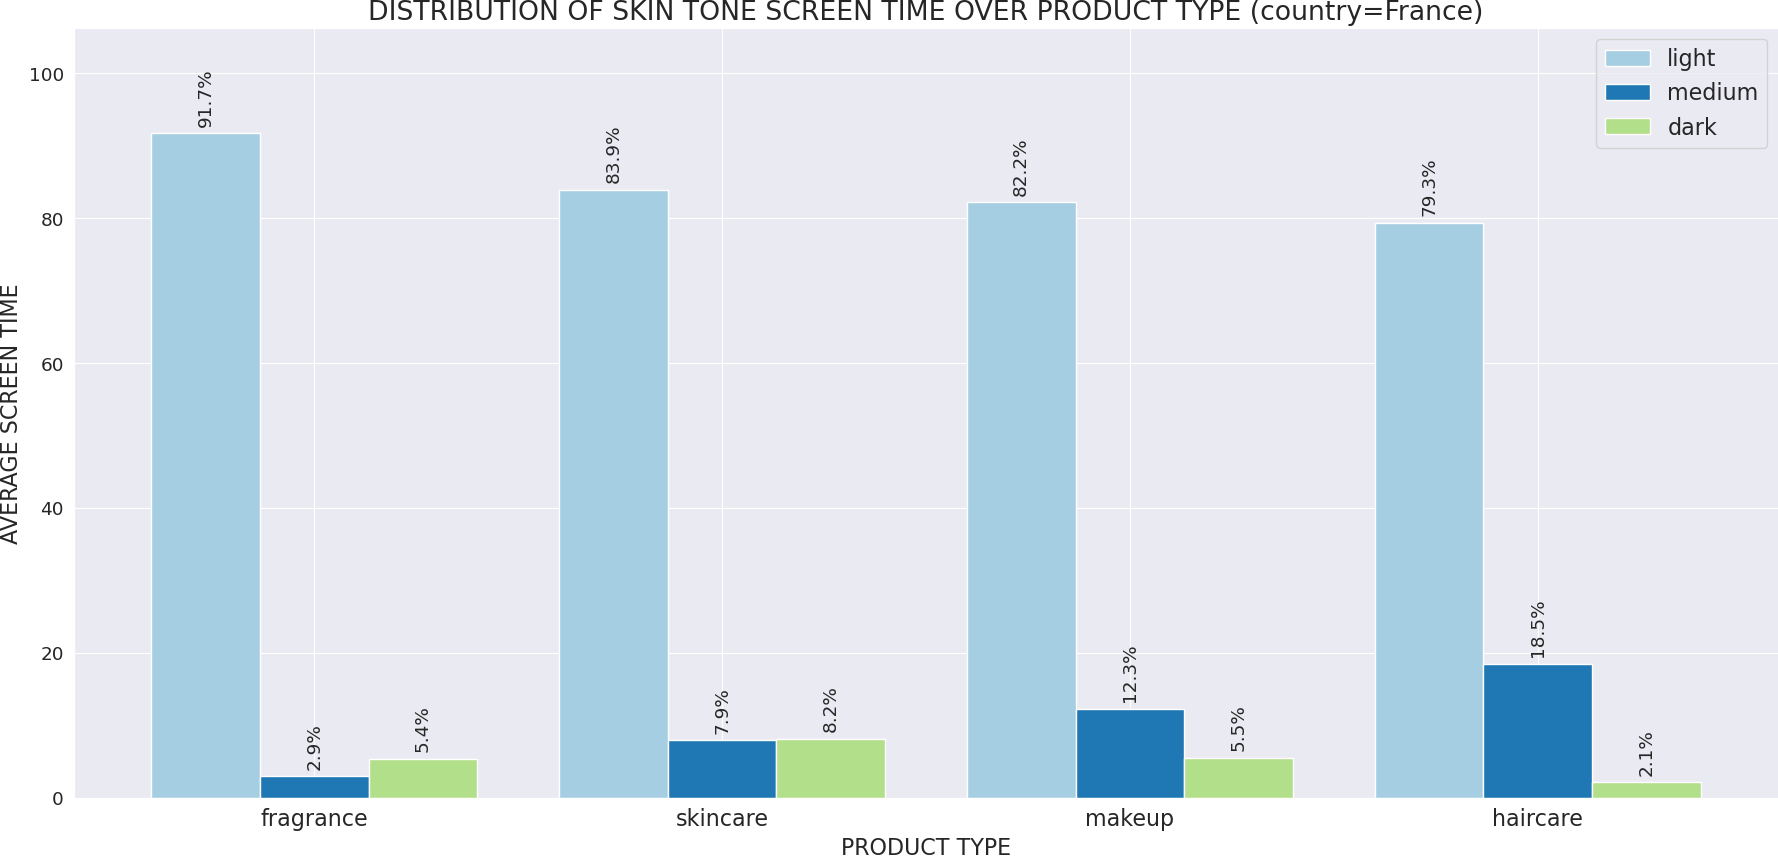 DISTRIBUTION OF SKIN TONE SCREEN TIME OVER PRODUCT TYPE (country=France)
light
medium
dark
AVERAGE SCREEN TIME
100
80
60
40
20
0
91.7%
2.9%
5.4%
83.9%
7.9%
8.2%
82.2%
12.3%
5.5%
79.3%
18.5%
2.1%
fragrance
skincare
makeup
haircare
PRODUCT TYPE